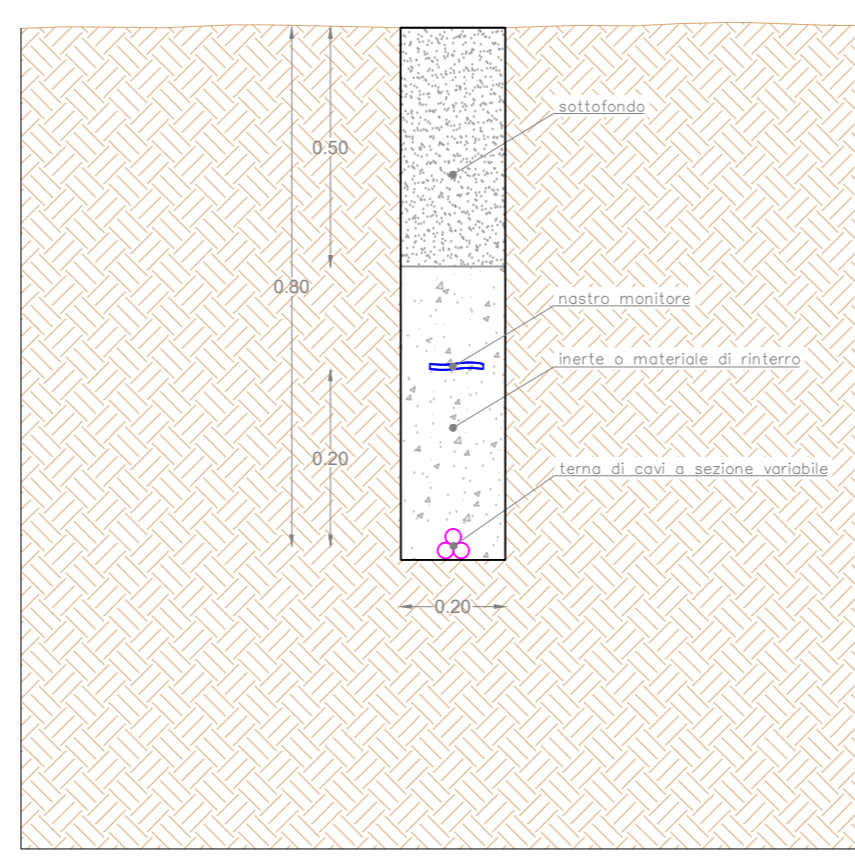 sottofondo
0.50
0.80
nastro monitore
inerte o materiale di rinterro
0.20
terna di cavi a sezione variabile
0.20